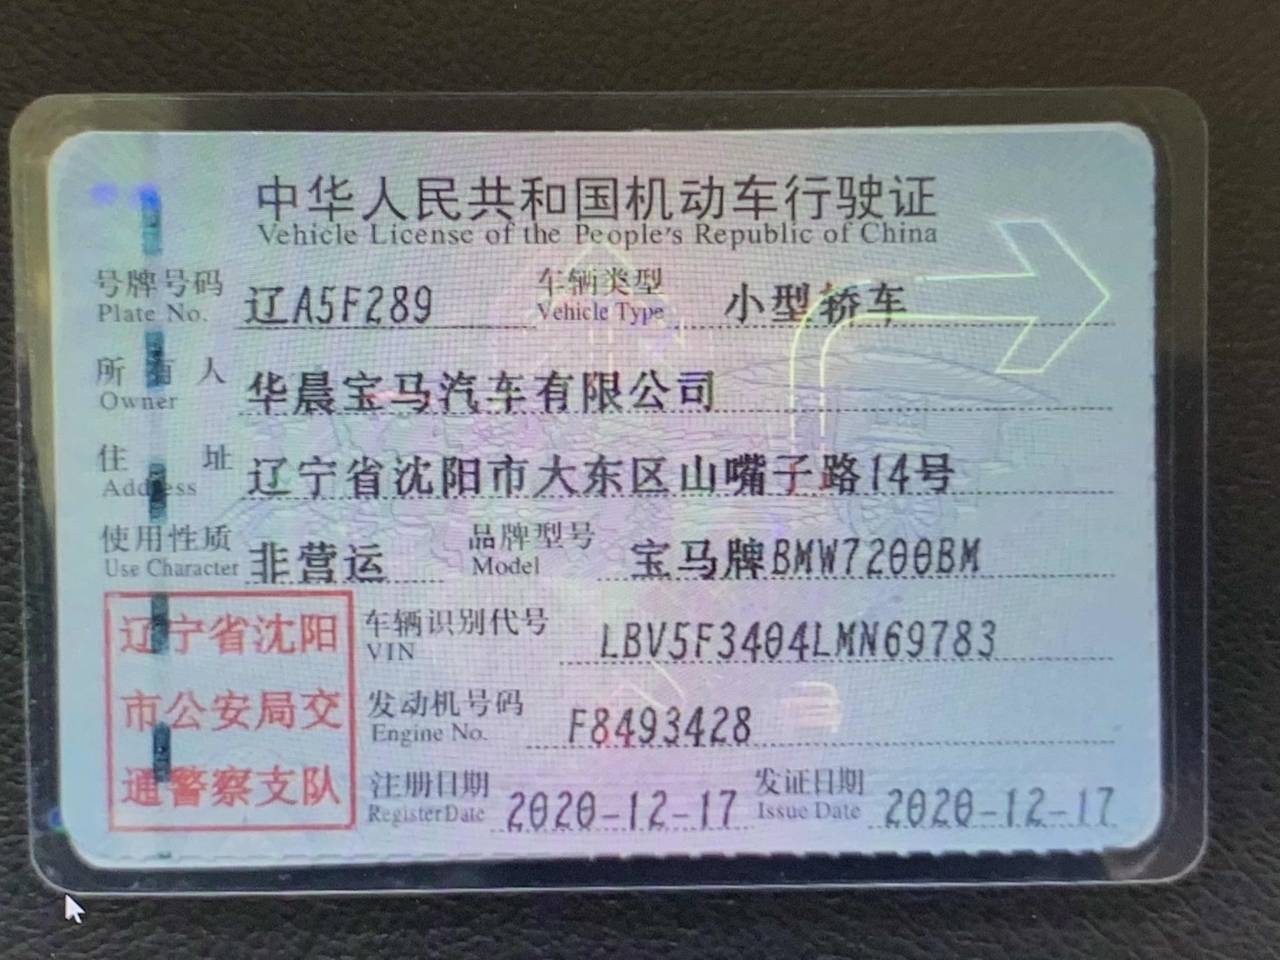 中华人民共和国机动车行驶证
Vehicle License of the People's Republic of China
号牌号码 辽A5F289 车辆类型 小型轿车
Plate No. Vehicle Type
所有人 华晨宝马汽车有限公司
Owner
住址 辽宁省沈阳市大东区山嘴子路14号
Address
使用性质 非营运 品牌型号 宝马牌BMW7200BM
Use Character Model
辽宁省沈阳
市公安局交
通警察支队
车辆识别代号 LBV5F3404LMN69783
VIN
发动机号码 F8493428
Engine No.
注册日期 2020-12-17 发证日期 2020-12-17
Register Date Issue Date